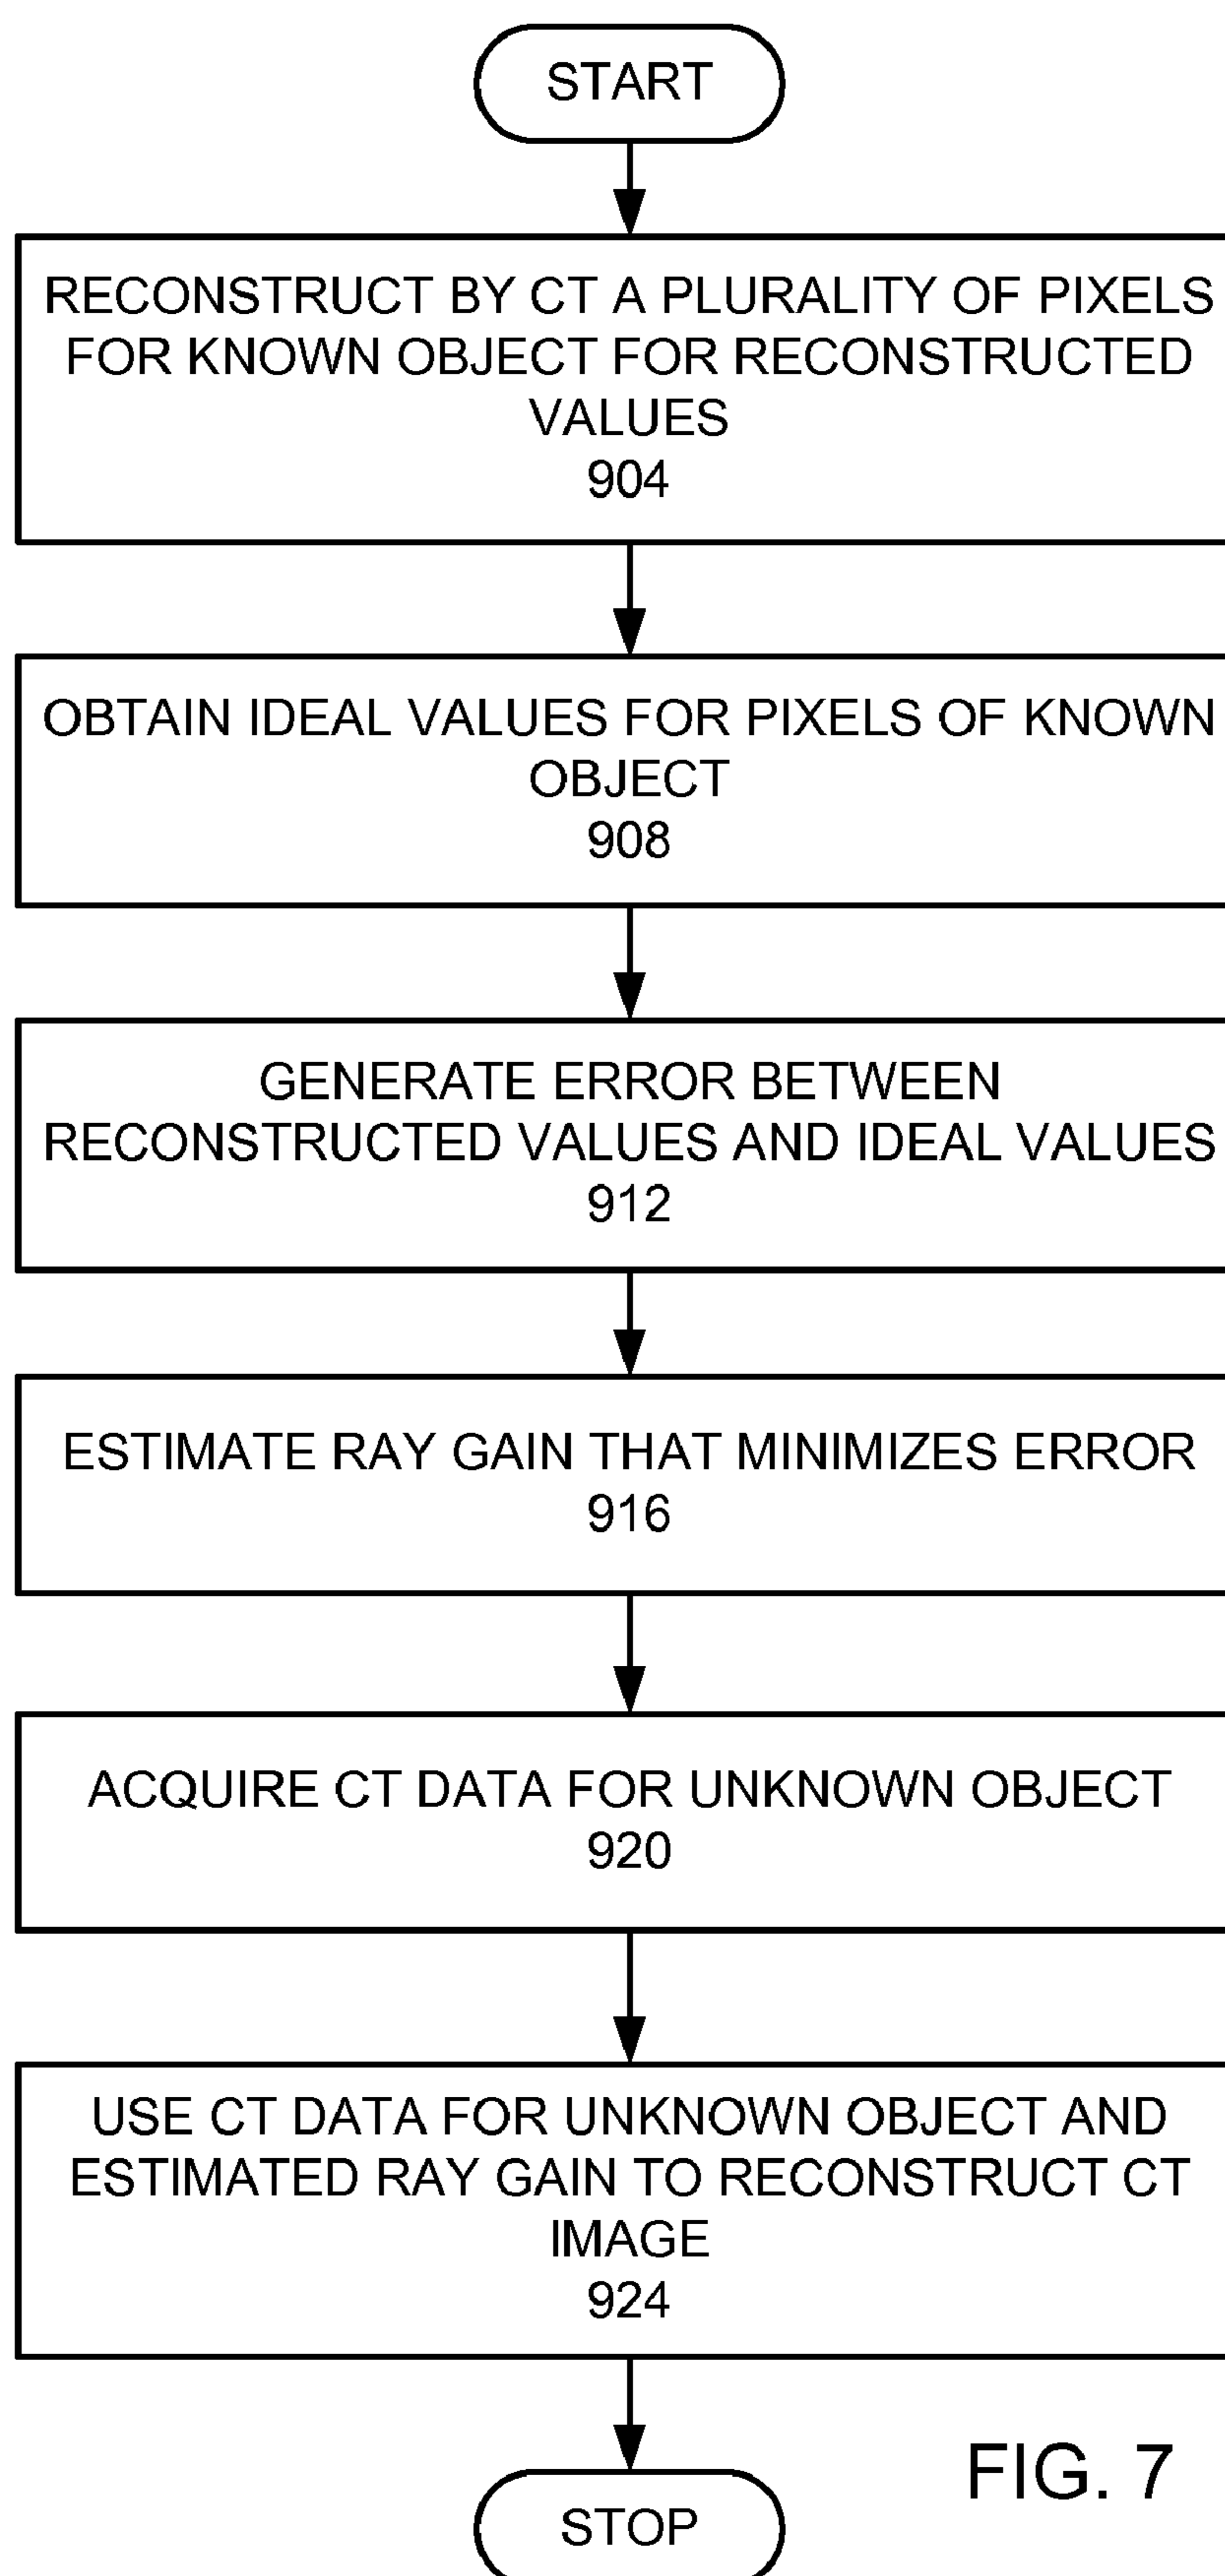 START
RECONSTRUCT BY CT A PLURALITY OF PIXELS
FOR KNOWN OBJECT FOR RECONSTRUCTED
VALUES
904
OBTAIN IDEAL VALUES FOR PIXELS OF KNOWN
OBJECT
908
GENERATE ERROR BETWEEN
RECONSTRUCTED VALUES AND IDEAL VALUES
912
ESTIMATE RAY GAIN THAT MINIMIZES ERROR
916
ACQUIRE CT DATA FOR UNKNOWN OBJECT
920
USE CT DATA FOR UNKNOWN OBJECT AND
ESTIMATED RAY GAIN TO RECONSTRUCT CT
IMAGE
924
FIG. 7
STOP